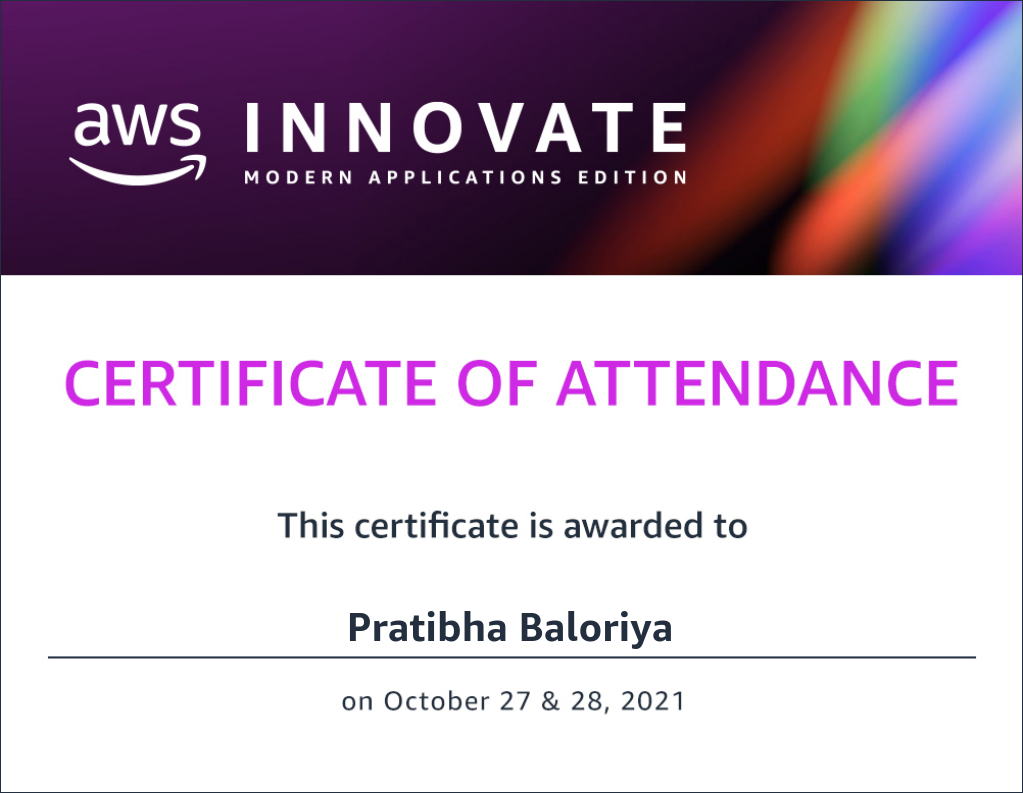 aws INNOVATE
MODERN APPLICATIONS EDITION
CERTIFICATE OF ATTENDANCE
This certificate is awarded to
Pratibha Baloriya
on October 27 & 28, 2021